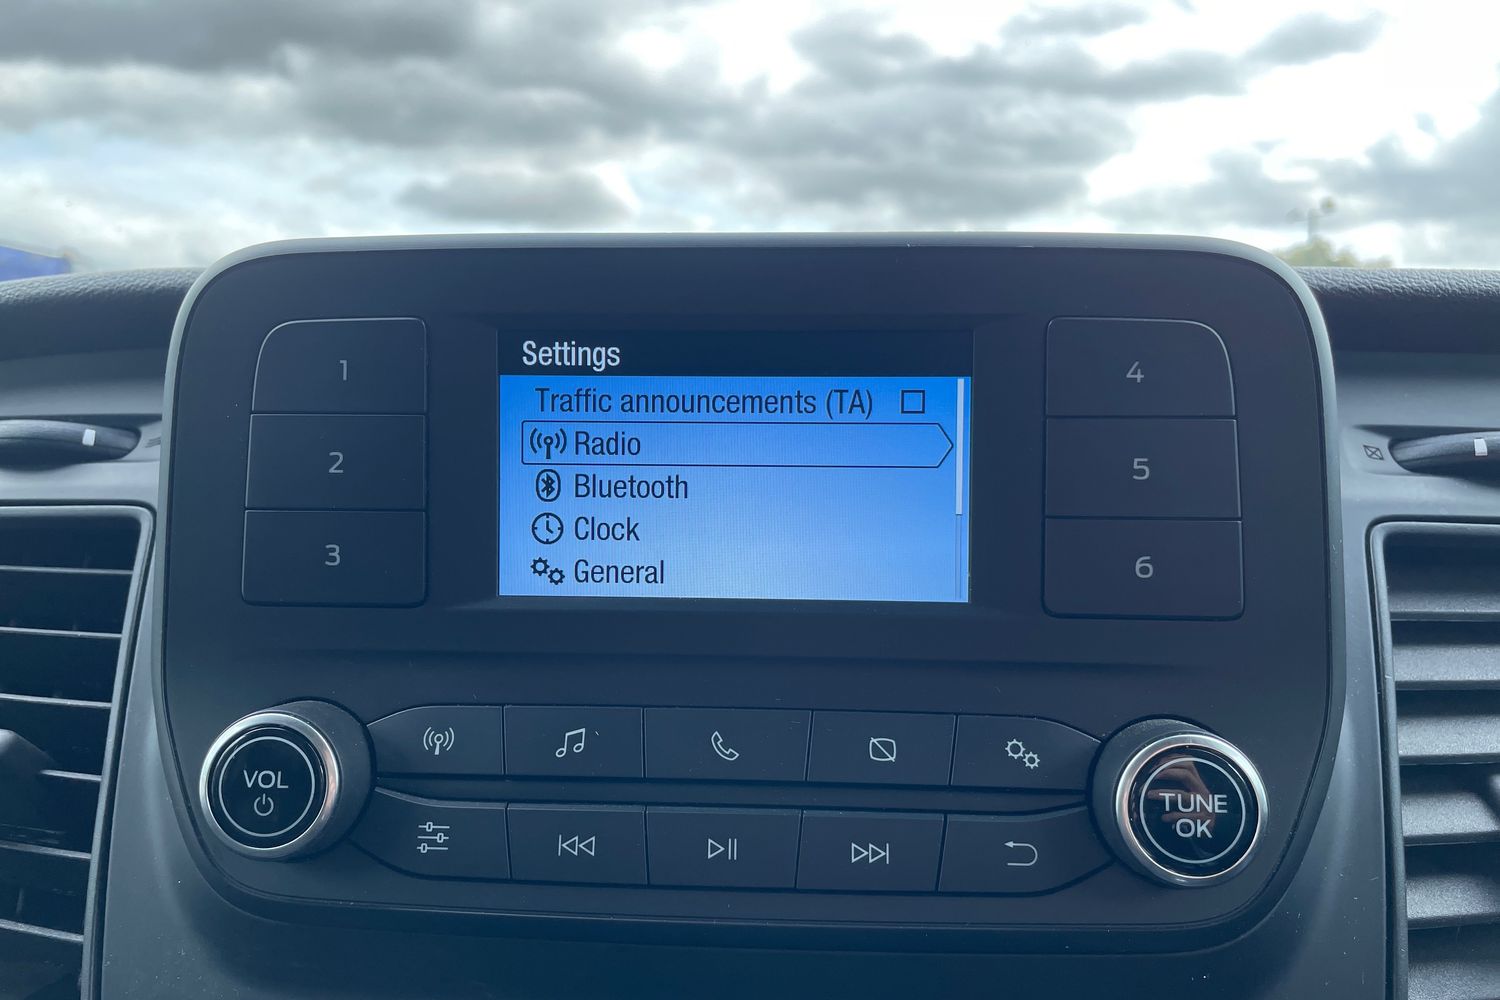 Settings
Traffic announcements (TA)
Radio
Bluetooth
Clock
General
1
2
3
4
5
6
VOL
TUNE
OK